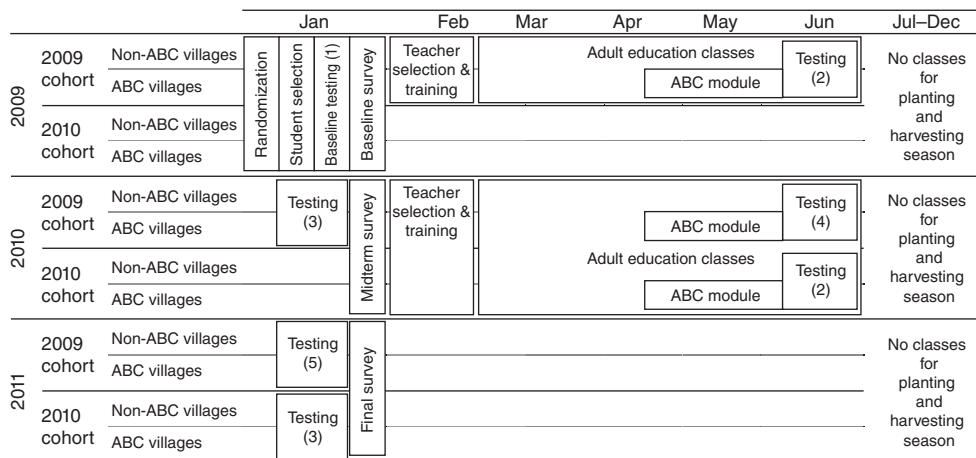 Jan Feb Mar Apr May Jun Jul–Dec
2009
2009 cohort
Non-ABC villages
ABC villages
2010 cohort
Non-ABC villages
ABC villages
Randomization
Student selection
Baseline testing (1)
Baseline survey
Teacher
selection &
training
Adult education classes
ABC module
Testing
(2)
No classes
for
planting
and
harvesting
season
2010
2009 cohort
Non-ABC villages
ABC villages
2010 cohort
Non-ABC villages
ABC villages
Testing
(3)
Midterm survey
Teacher
selection &
training
ABC module
Testing
(4)
Adult education classes
ABC module
Testing
(2)
No classes
for
planting
and
harvesting
season
2011
2009 cohort
Non-ABC villages
ABC villages
2010 cohort
Non-ABC villages
ABC villages
Testing
(5)
Testing
(3)
Final survey
No classes
for
planting
and
harvesting
season